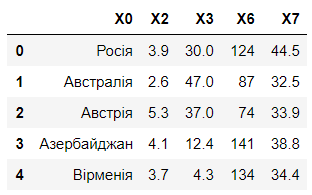 X0 X2 X3 X6 X7
0 Росія 3.9 30.0 124 44.5
1 Австралія 2.6 47.0 87 32.5
2 Австрія 5.3 37.0 74 33.9
3 Азербайджан 4.1 12.4 141 38.8
4 Вірменія 3.7 4.3 134 34.4